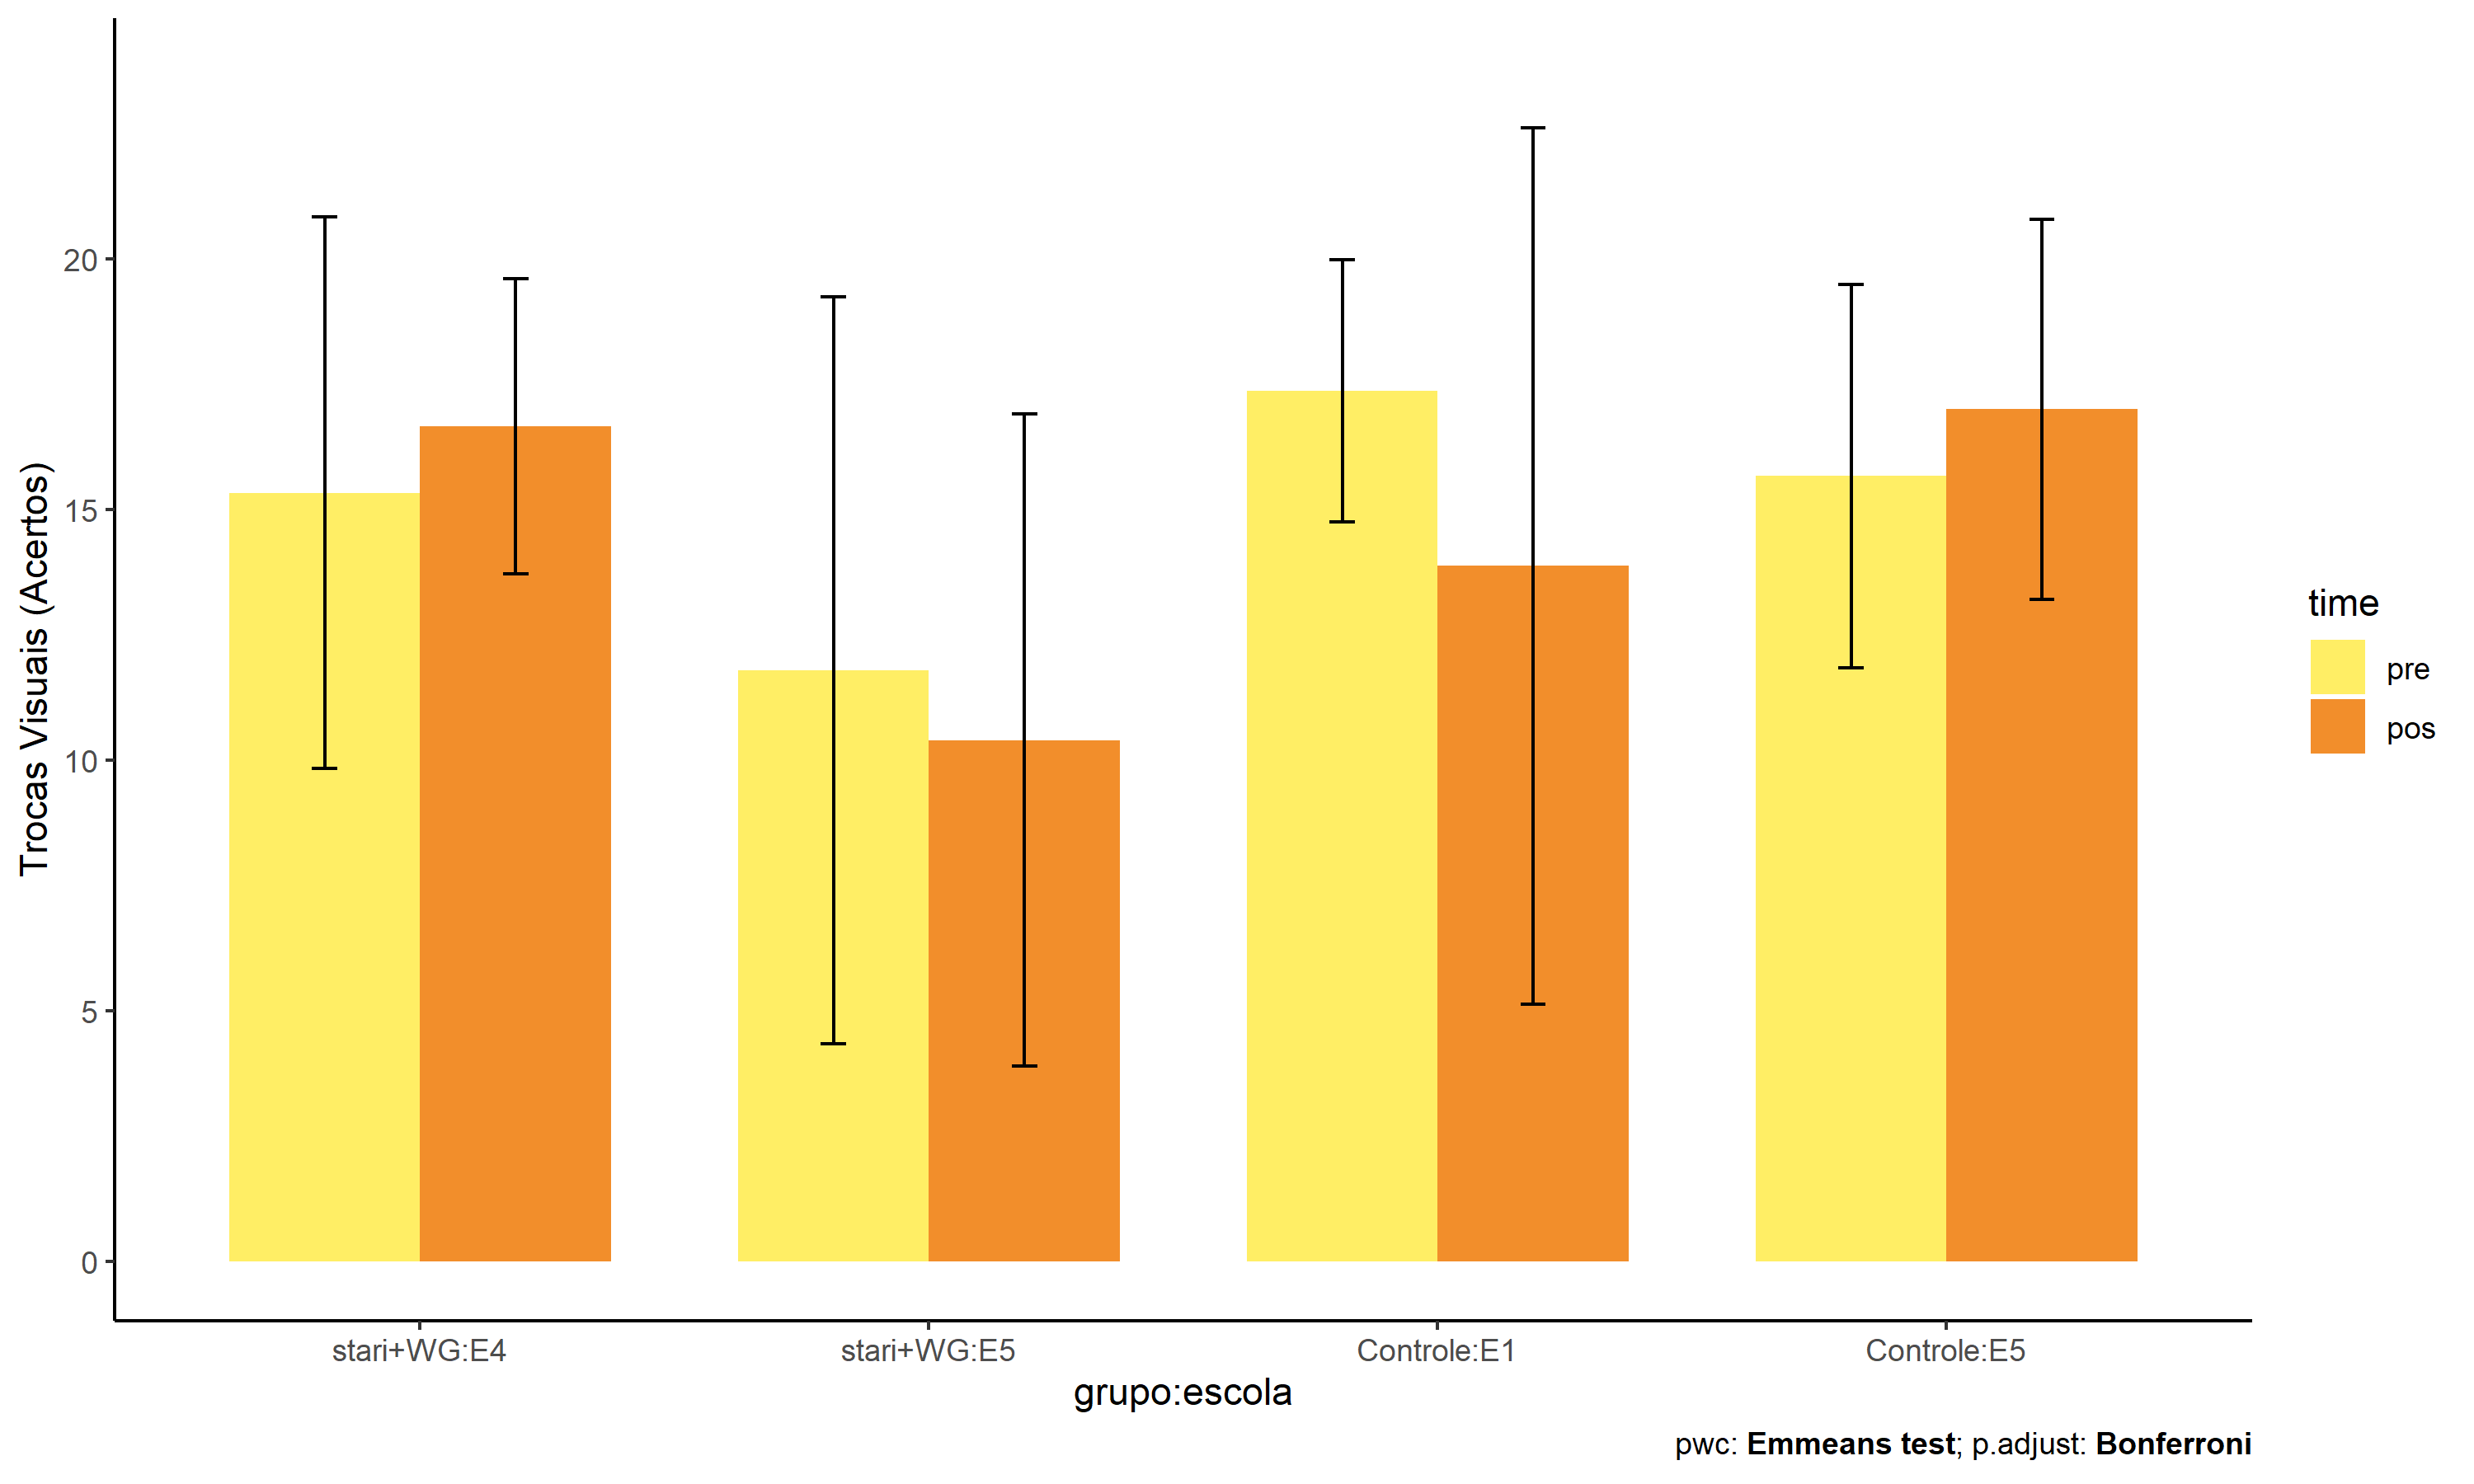 Trocas Visuais (Acertos)
20
15
10
5
0
stari+WG:E4
stari+WG:E5
Controle:E1
Controle:E5
grupo:escola
time
pre
pos
pwc: Emmeans test; p.adjust: Bonferroni